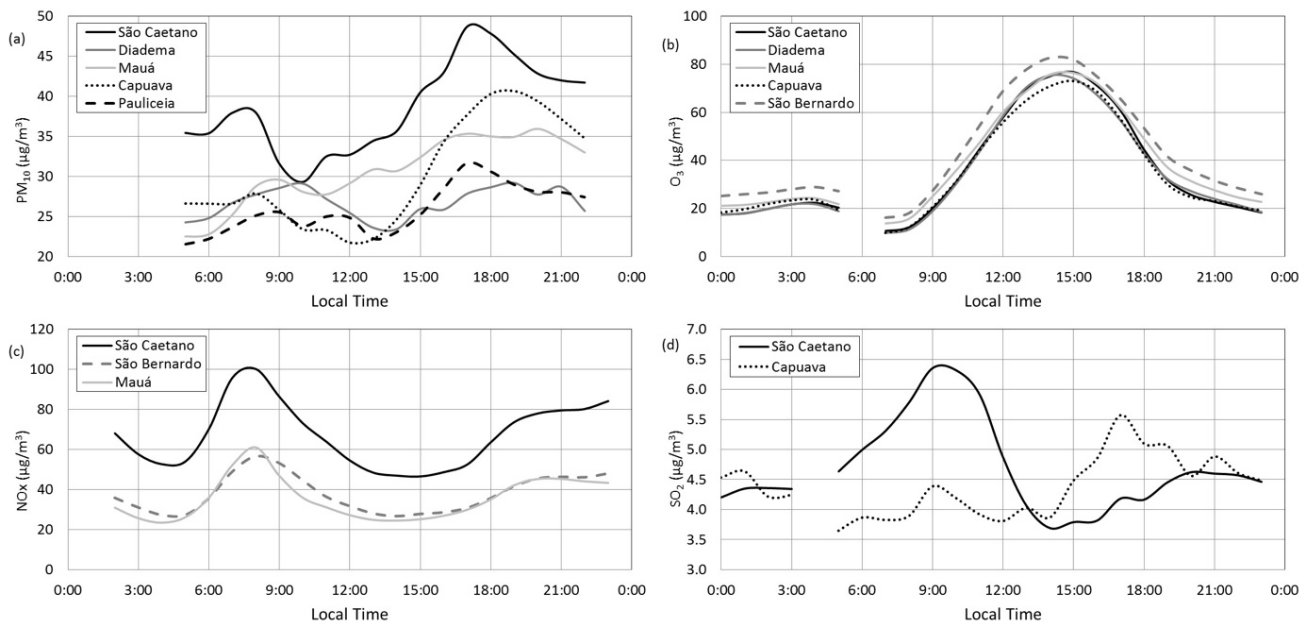 (a)
PM₁₀ (µg/m³)
50
45
40
35
30
25
20
São Caetano
Diadema
Mauá
Capuava
Pauliceia
0:00 3:00 6:00 9:00 12:00 15:00 18:00 21:00 0:00
Local Time
(b)
O₃ (µg/m³)
100
80
60
40
20
0
São Caetano
Diadema
Mauá
Capuava
São Bernardo
0:00 3:00 6:00 9:00 12:00 15:00 18:00 21:00 0:00
Local Time
(c)
NOx (µg/m³)
120
100
80
60
40
20
0
São Caetano
São Bernardo
Mauá
0:00 3:00 6:00 9:00 12:00 15:00 18:00 21:00 0:00
Local Time
(d)
SO₂ (µg/m³)
7.0
6.5
6.0
5.5
5.0
4.5
4.0
3.5
3.0
São Caetano
Capuava
0:00 3:00 6:00 9:00 12:00 15:00 18:00 21:00 0:00
Local Time